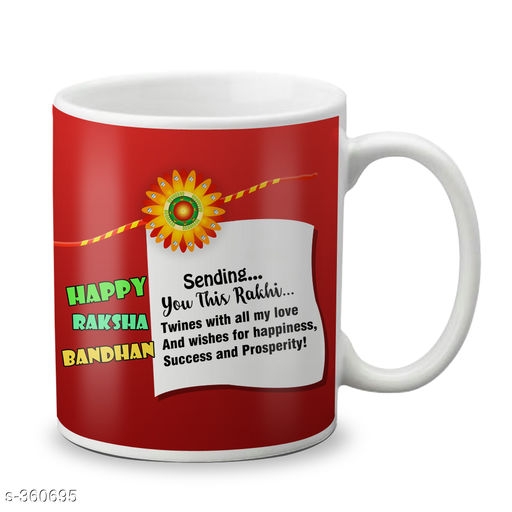 HAPPY
RAKSHA
BANDHAN
Sending...
You This Rakhi...
Twines with all my love
And wishes for happiness,
Success and Prosperity!
s-360695